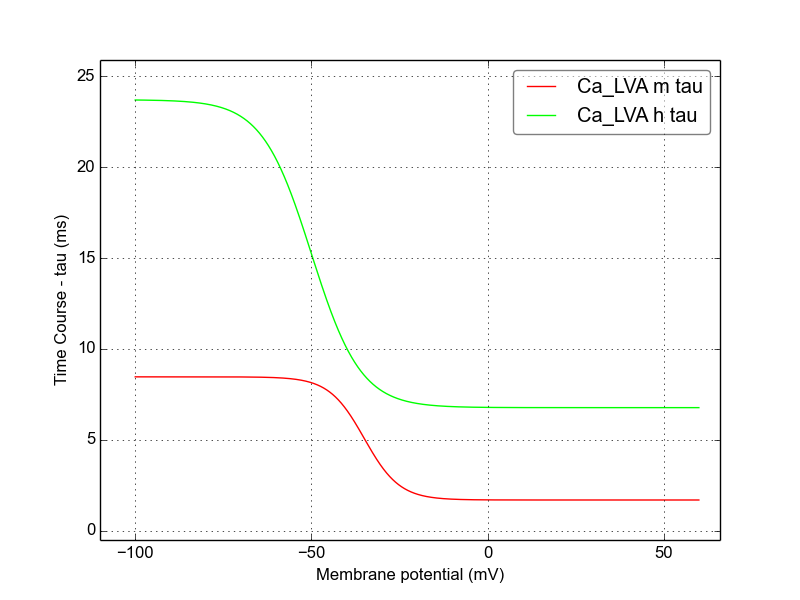 25
20
15
10
5
0
−100
−50
0
50
Time Course - tau (ms)
Membrane potential (mV)
Ca_LVA m tau
Ca_LVA h tau